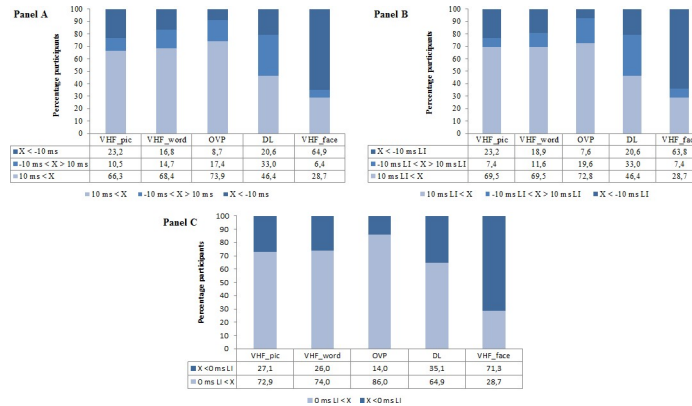 Panel A
Percentage participants
100
90
80
70
60
50
40
30
20
10
0
VHF_pic VHF_word OVP DL VHF_face
X < -10 ms 23,2 16,8 8,7 20,6 64,9
-10 ms < X > 10 ms 10,5 14,7 17,4 33,0 6,4
10 ms < X 66,3 68,4 73,9 46,4 28,7
10 ms < X -10 ms < X > 10 ms X < -10 ms
Panel B
Percentage participants
100
90
80
70
60
50
40
30
20
10
0
VHF_pic VHF_word OVP DL VHF_face
X < -10 ms LI 23,2 18,9 7,6 20,6 63,8
-10 ms LI < X > 10 ms LI 7,4 11,6 19,6 33,0 7,4
10 ms LI < X 69,5 69,5 72,8 46,4 28,7
10 ms LI < X -10 ms LI < X > 10 ms LI X < -10 ms LI
Panel C
Percentage participants
100
90
80
70
60
50
40
30
20
10
0
VHF_pic VHF_word OVP DL VHF_face
X <0 ms LI 27,1 26,0 14,0 35,1 71,3
0 ms LI < X 72,9 74,0 86,0 64,9 28,7
0 ms LI < X X <0 ms LI